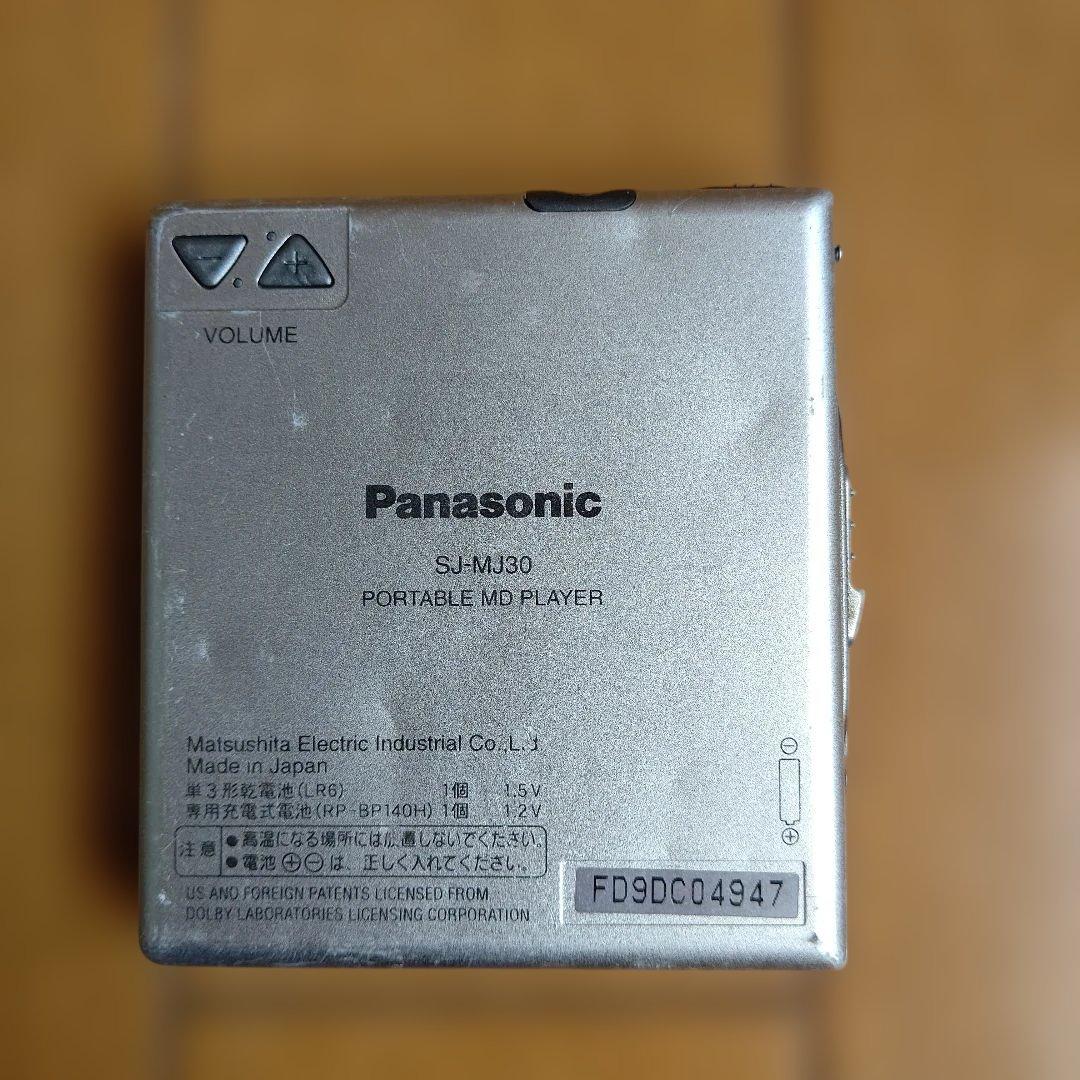 VOLUME
Panasonic
SJ-MJ30
PORTABLE MD PLAYER
Matsushita Electric Industrial Co.,L.d
Made in Japan
単3形乾電池(LR6) 1個 1.5V
専用充電式電池(RP-BP140H) 1個 1.2V
注意
●高温になる場所には放置しないでください。
●電池⊕⊖は、正しく入れてください。
US AND FOREIGN PATENTS LICENSED FROM
DOLBY LABORATORIES LICENSING CORPORATION
FD9DC04947